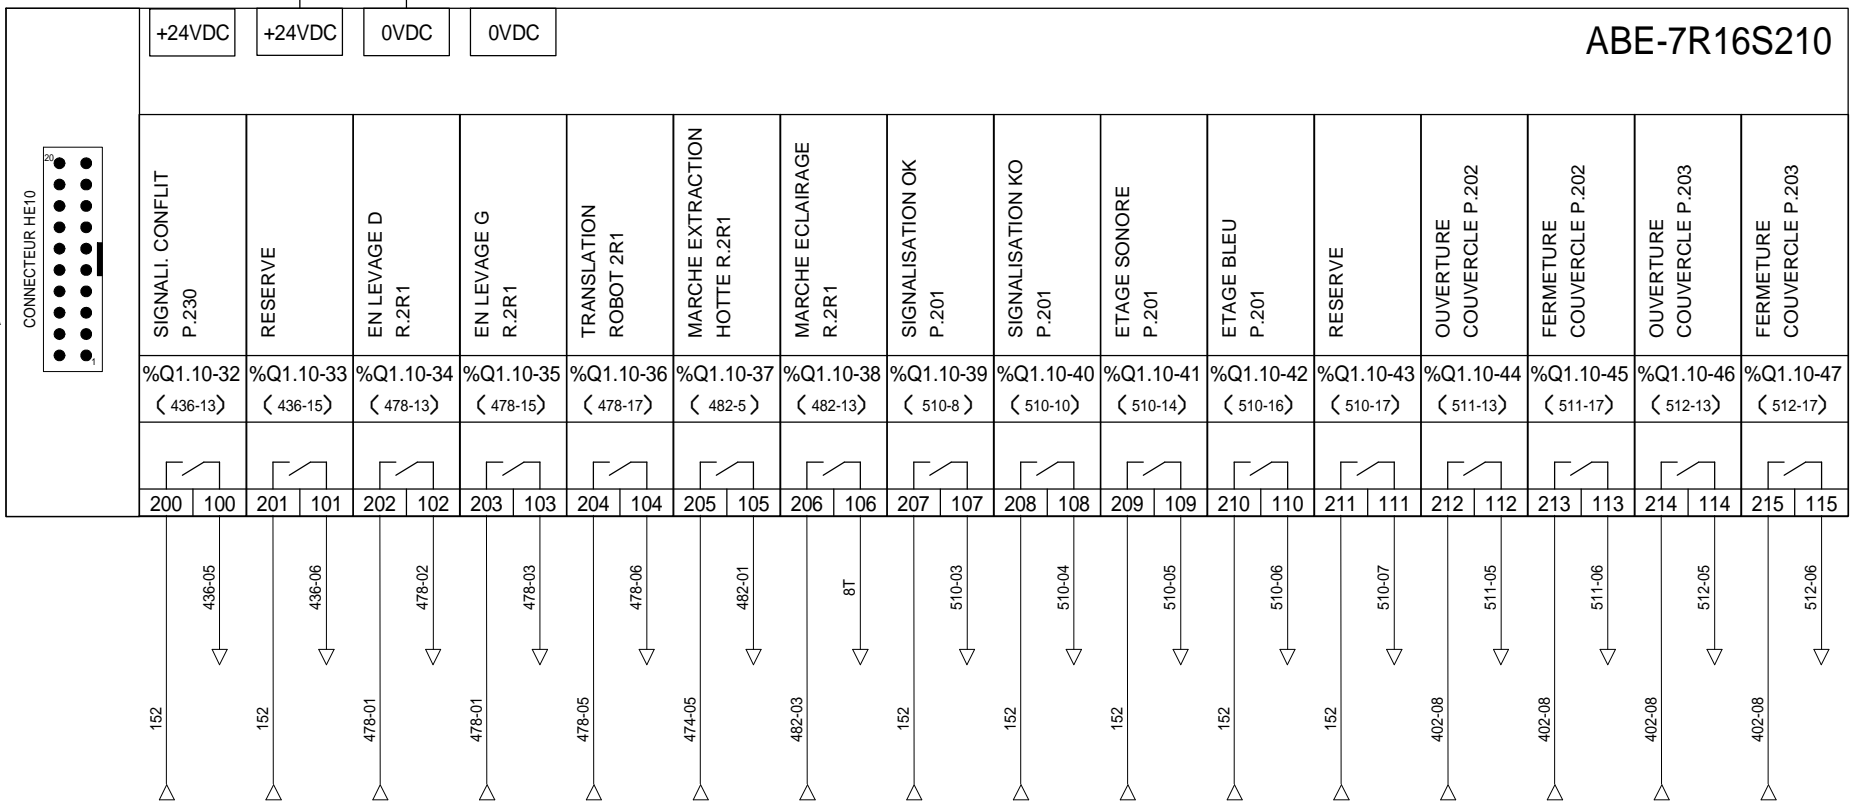 +24VDC +24VDC 0VDC 0VDC
ABE-7R16S210
CONNECTEUR HE10
20
1
SIGNALI. CONFLIT
P.230
RESERVE
EN LEVAGE D
R.2R1
EN LEVAGE G
R.2R1
TRANSLATION
ROBOT 2R1
MARCHE EXTRACTION
HOTTE R.2R1
MARCHE ECLAIRAGE
R.2R1
SIGNALISATION OK
P.201
SIGNALISATION KO
P.201
ETAGE SONORE
P.201
ETAGE BLEU
P.201
RESERVE
OUVERTURE
COUVERCLE P.202
FERMETURE
COUVERCLE P.202
OUVERTURE
COUVERCLE P.203
FERMETURE
COUVERCLE P.203
%Q1.10-32 %Q1.10-33 %Q1.10-34 %Q1.10-35 %Q1.10-36 %Q1.10-37 %Q1.10-38 %Q1.10-39 %Q1.10-40 %Q1.10-41 %Q1.10-42 %Q1.10-43 %Q1.10-44 %Q1.10-45 %Q1.10-46 %Q1.10-47
(436-13) (436-15) (478-13) (478-15) (478-17) (482-5) (482-13) (510-8) (510-10) (510-14) (510-16) (510-17) (511-13) (511-17) (512-13) (512-17)
200 100 201 101 202 102 203 103 204 104 205 105 206 106 207 107 208 108 209 109 210 110 211 111 212 112 213 113 214 114 215 115
436-05 436-06 478-02 478-03 478-06 482-01 8T 510-03 510-04 510-05 510-06 510-07 511-05 511-06 512-05 512-06
152 152 478-01 478-01 478-05 474-05 482-03 152 152 152 152 152 402-08 402-08 402-08 402-08